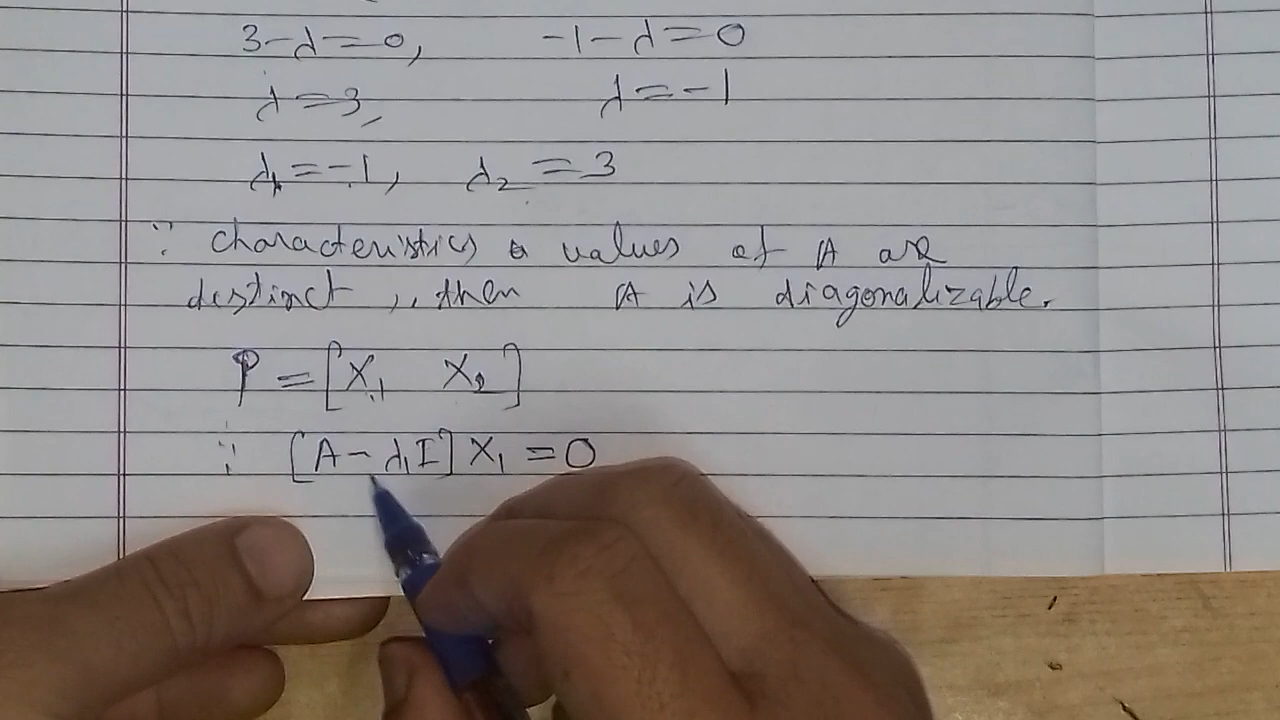 3-λ=0, -1-λ=0
λ=3, λ=-1
λ₁=-1, λ₂=3
∵ characteristics values of A are
destinct, then A is diagonalizable.
P=[X₁ X₂]
∵ [A-λ₁I]X₁=0